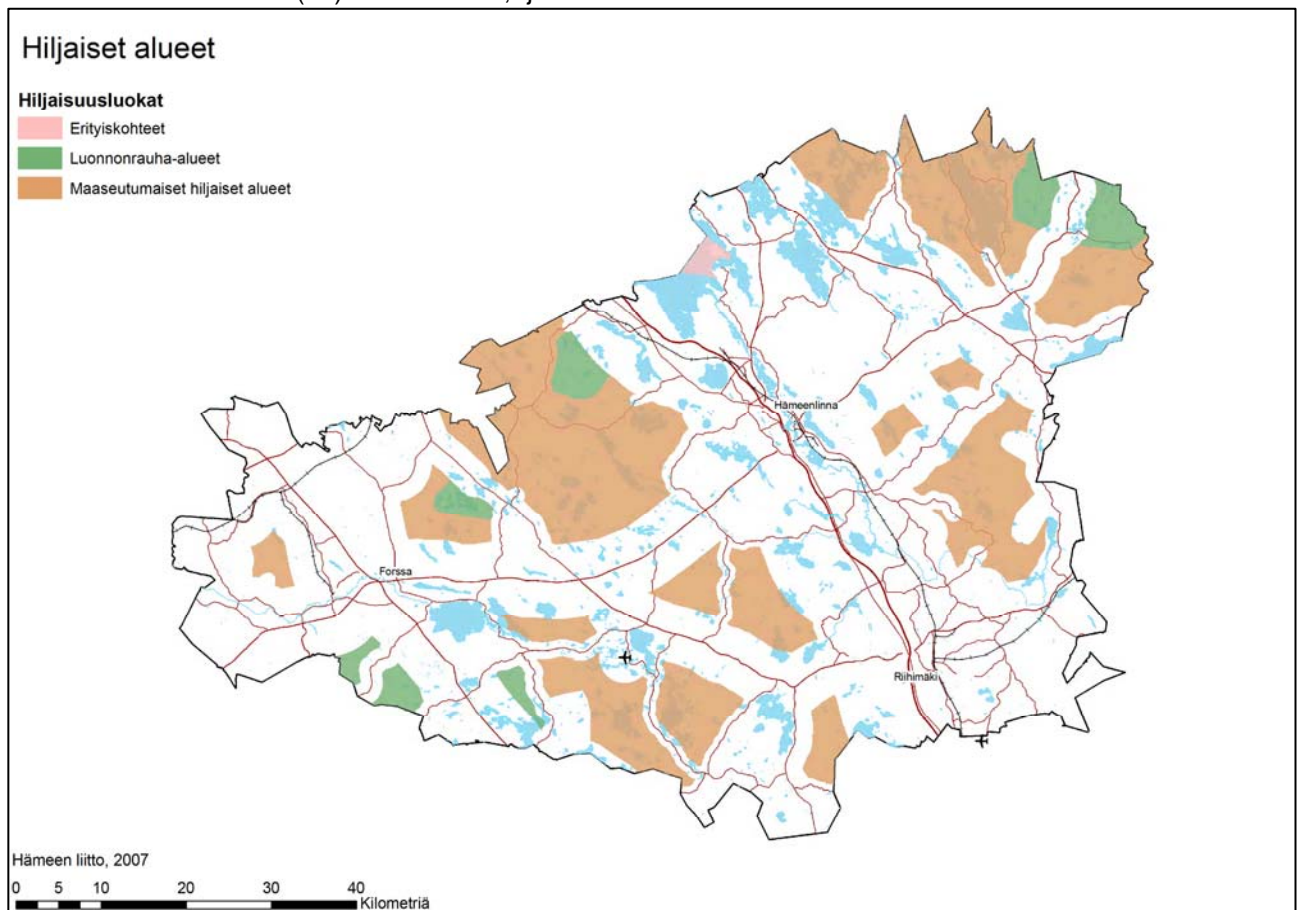 Hiljaiset alueet
Hiljaisuusluokat
Erityiskohteet
Luonnonrauha-alueet
Maaseutumaiset hiljaiset alueet
Hämeenlinna
Forssa
Riihimäki
Hämeen liitto, 2007
0 5 10 20 30 40
Kilometriä